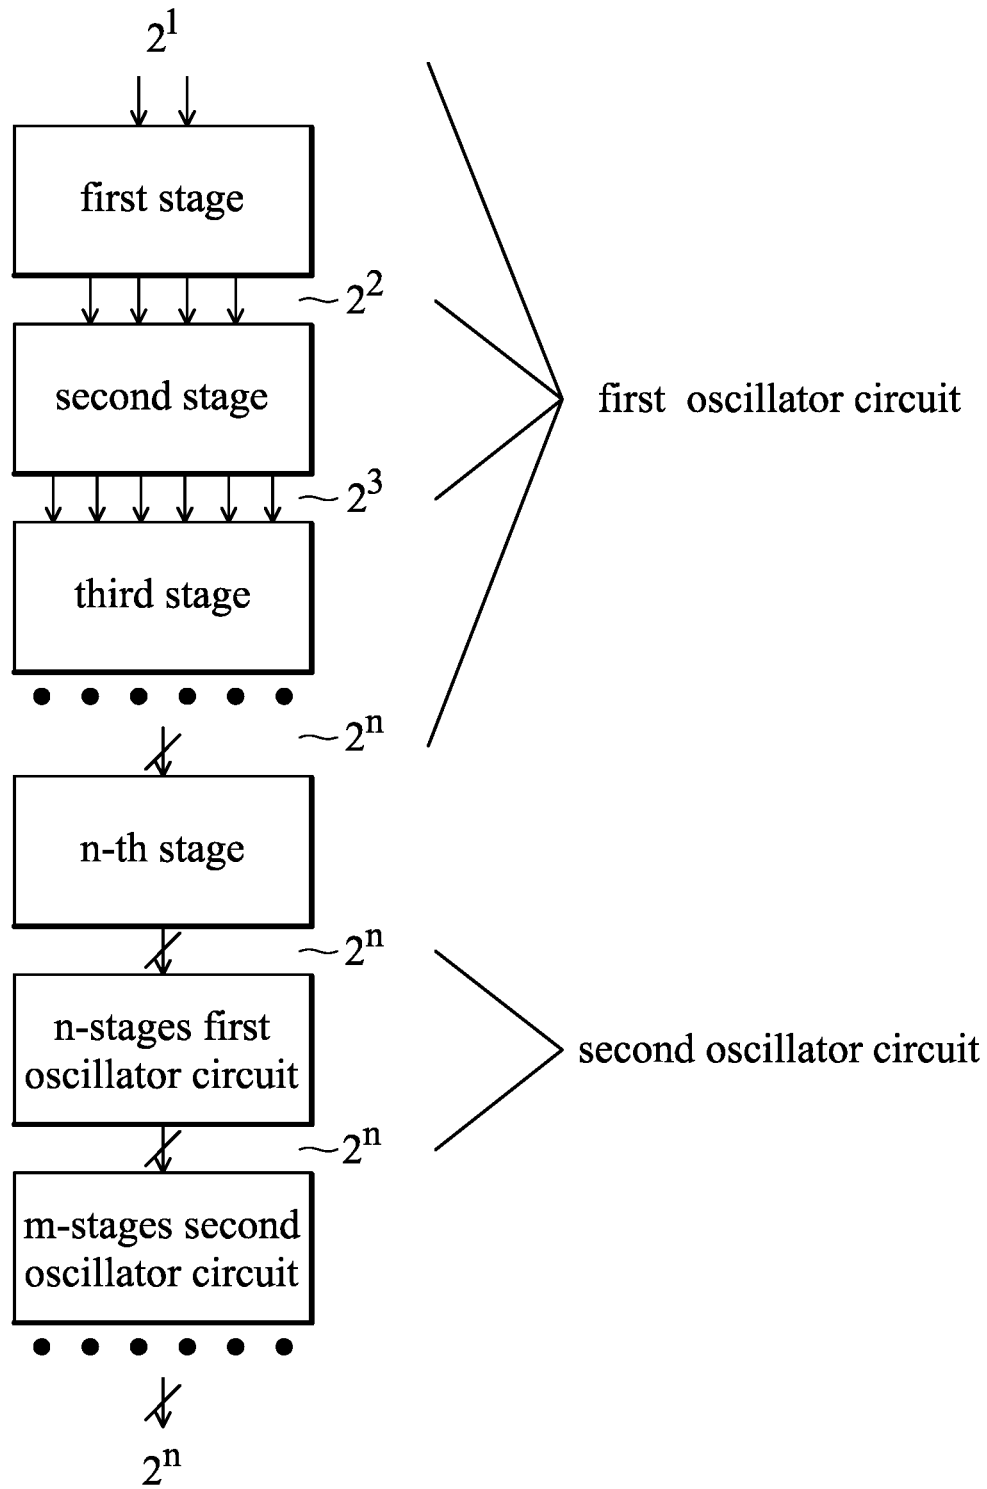 2^1
first stage
2^2
second stage
first oscillator circuit
2^3
third stage
2^n
n-th stage
2^n
n-stages first
oscillator circuit
second oscillator circuit
2^n
m-stages second
oscillator circuit
2^n